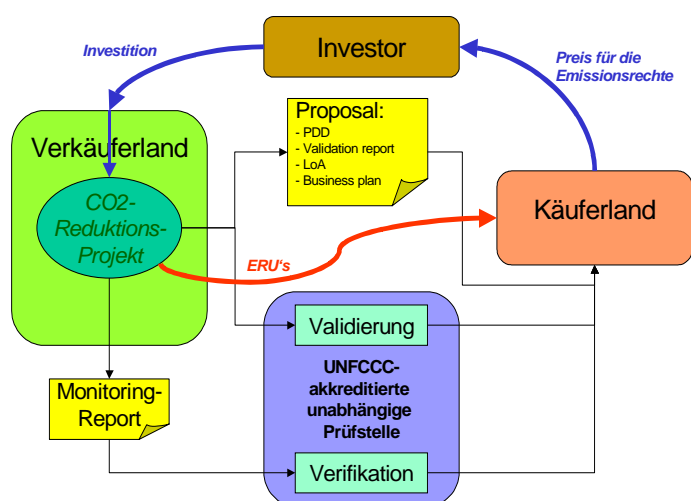 Investor
Investition
Preis für die
Emissionsrechte
Proposal:
- PDD
- Validation report
- LoA
- Business plan
Verkäuferland
CO2-
Reduktions-
Projekt
Käuferland
ERU's
Validierung
UNFCCC-
akkreditierte
unabhängige
Prüfstelle
Monitoring-
Report
Verifikation